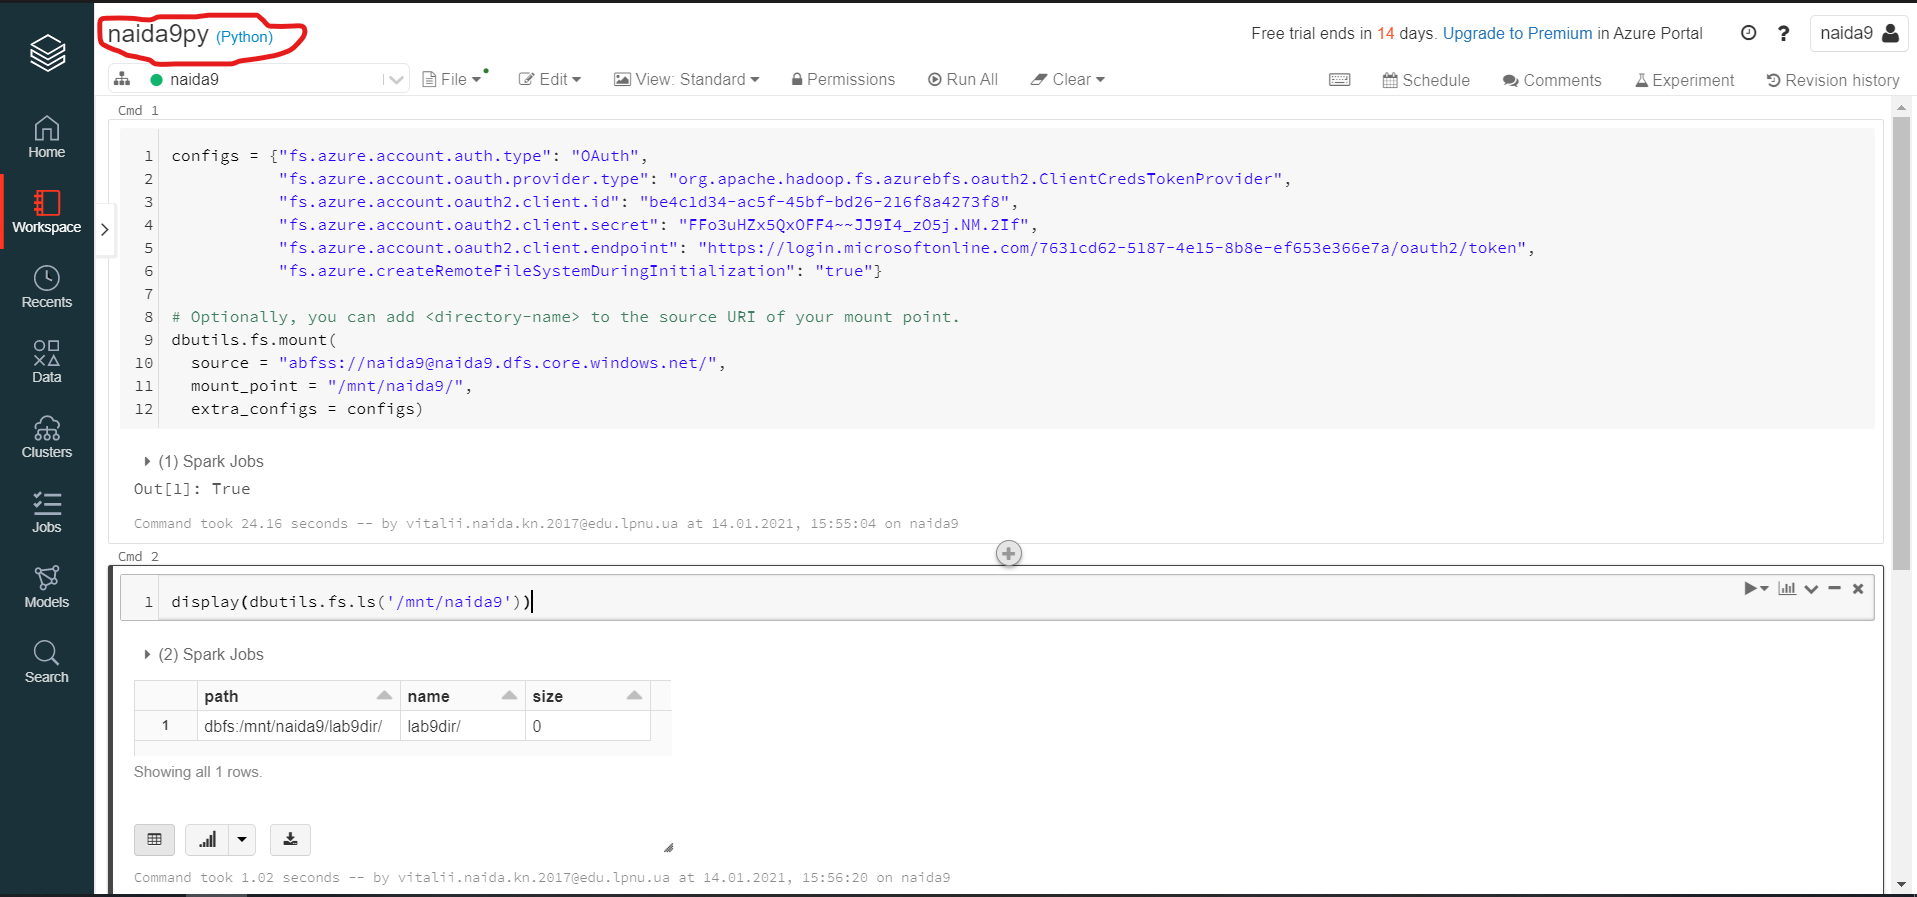 naida9py (Python)
Free trial ends in 14 days. Upgrade to Premium in Azure Portal
naida9
naida9
File
Edit
View: Standard
Permissions
Run All
Clear
Schedule
Comments
Experiment
Revision history
Home
Workspace
Recents
Data
Clusters
Jobs
Models
Search
Cmd 1
1 configs = {"fs.azure.account.auth.type": "OAuth",
2 "fs.azure.account.oauth.provider.type": "org.apache.hadoop.fs.azurebfs.oauth2.ClientCredsTokenProvider",
3 "fs.azure.account.oauth2.client.id": "be4c1d34-ac5f-45bf-bd26-216f8a4273f8",
4 "fs.azure.account.oauth2.client.secret": "FFo3uHZx5QxOFF4~~JJ9I4_zO5j.NM.2If",
5 "fs.azure.account.oauth2.client.endpoint": "https://login.microsoftonline.com/7631cd62-5187-4e15-8b8e-ef653e366e7a/oauth2/token",
6 "fs.azure.createRemoteFileSystemDuringInitialization": "true"}
7
8 # Optionally, you can add <directory-name> to the source URI of your mount point.
9 dbutils.fs.mount(
10 source = "abfss://naida9@naida9.dfs.core.windows.net/",
11 mount_point = "/mnt/naida9/",
12 extra_configs = configs)
(1) Spark Jobs
Out[1]: True
Command took 24.16 seconds -- by vitalii.naida.kn.2017@edu.lpnu.ua at 14.01.2021, 15:55:04 on naida9
Cmd 2
1 display(dbutils.fs.ls('/mnt/naida9'))
(2) Spark Jobs
path name size
1 dbfs:/mnt/naida9/lab9dir/ lab9dir/ 0
Showing all 1 rows.
Command took 1.02 seconds -- by vitalii.naida.kn.2017@edu.lpnu.ua at 14.01.2021, 15:56:20 on naida9